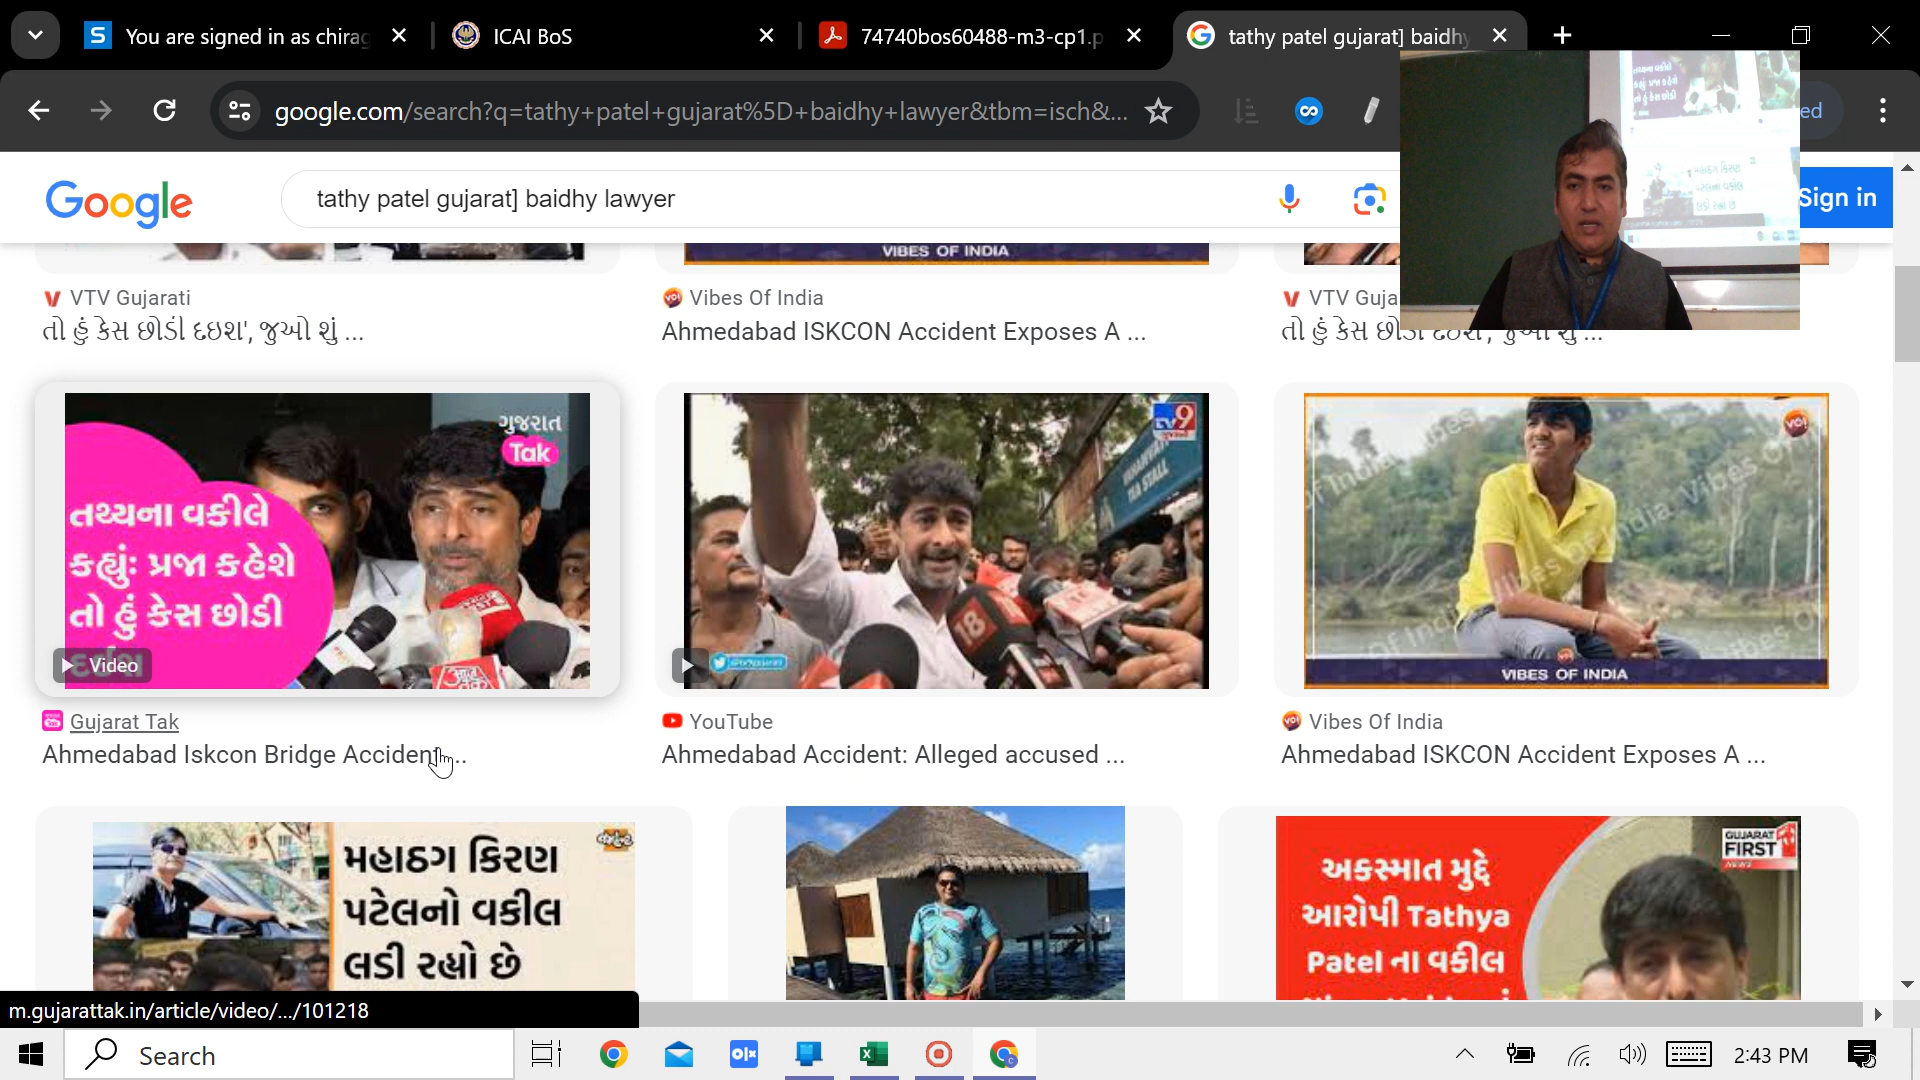 You are signed in as chirag
ICAI BoS
74740bos60488-m3-cp1.p
tathy patel gujarat] baidhy
google.com/search?q=tathy+patel+gujarat%5D+baidhy+lawyer&tbm=isch&...
ed
Google
tathy patel gujarat] baidhy lawyer
Sign in
VIBES OF INDIA
VTV Gujarati
તો હું કેસ છોડી દઇશ', જુઓ શું ...
Vibes Of India
Ahmedabad ISKCON Accident Exposes A ...
VTV Guja
ગુજરાત
Tak
તથ્યના વકીલે
કહ્યુંઃ પ્રજા કહેશે
તો હું કેસ છોડી
દઈશ
Video
Gujarat Tak
Ahmedabad Iskcon Bridge Accident ...
TV9
18
YouTube
Ahmedabad Accident: Alleged accused ...
VIBES OF INDIA
Vibes Of India
Ahmedabad ISKCON Accident Exposes A ...
મહાઠગ કિરણ
પટેલનો વકીલ
લડી રહ્યો છે
GUJARAT
FIRST
NEWS
અકસ્માત મુદ્દે
આરોપી Tathya
Patel ના વકીલ
m.gujarattak.in/article/video/.../101218
Search
2:43 PM